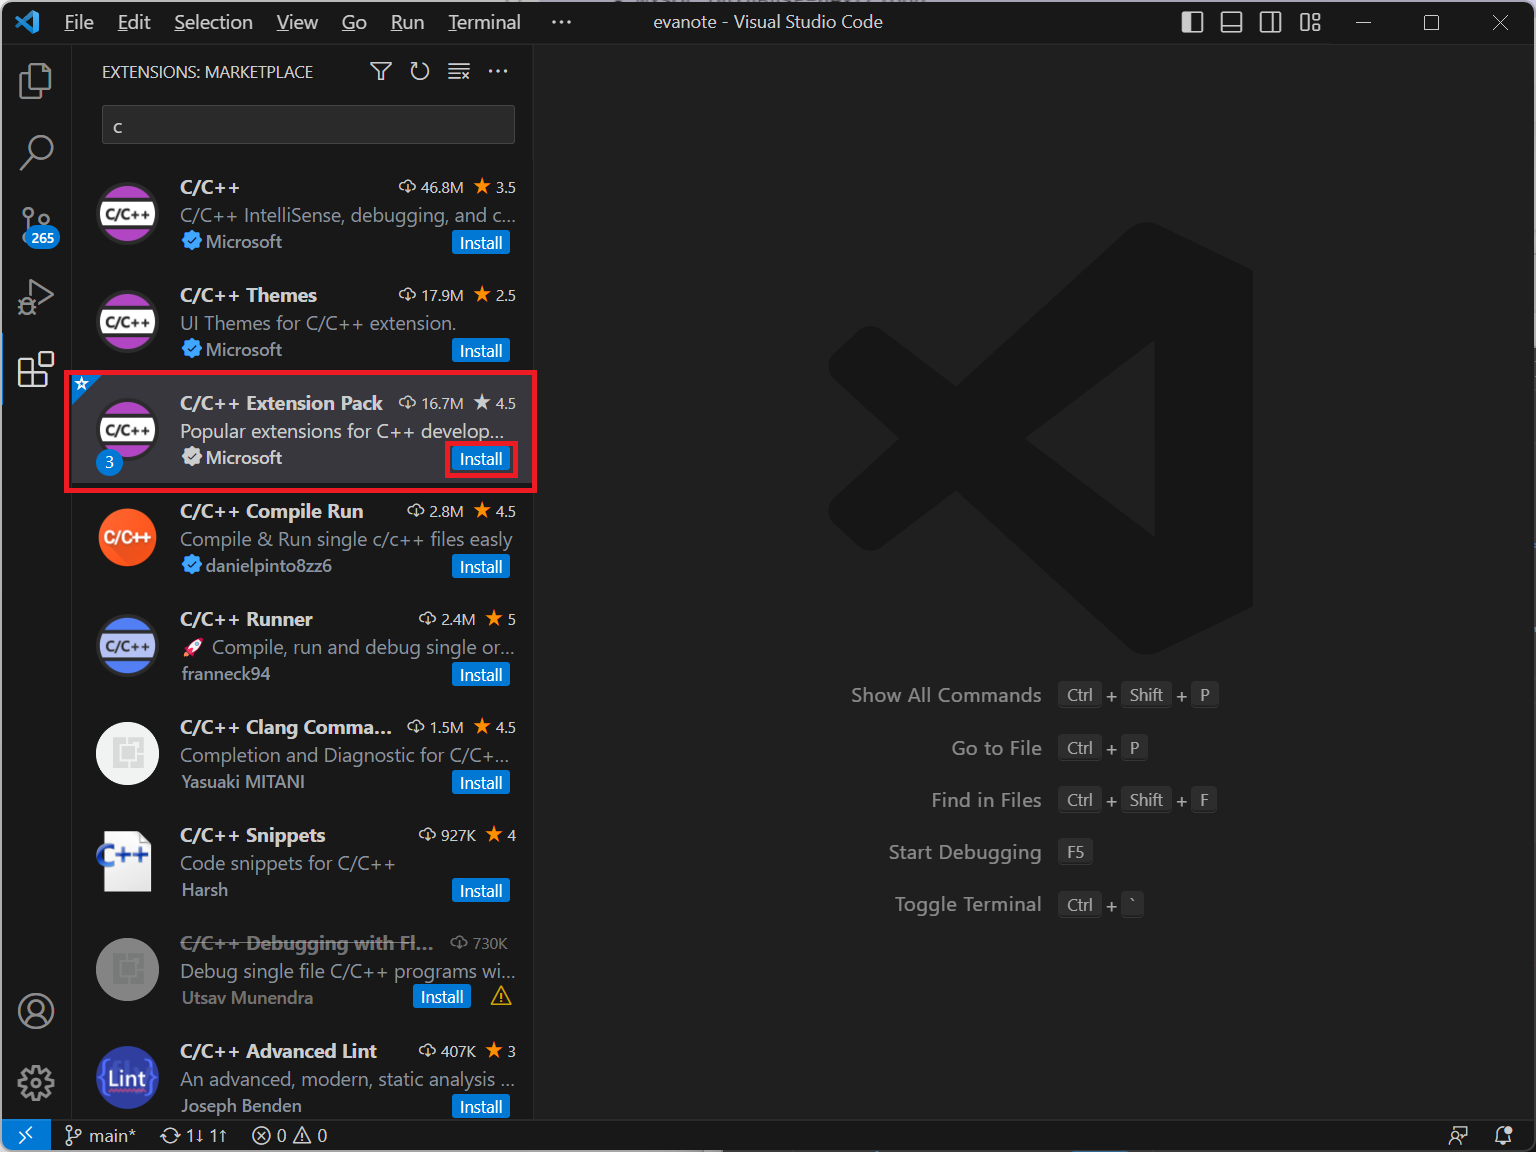 File Edit Selection View Go Run Terminal ··· evanote - Visual Studio Code
EXTENSIONS: MARKETPLACE
c
C/C++ 46.8M 3.5
C/C++ IntelliSense, debugging, and c...
Microsoft Install
C/C++
C/C++ Themes 17.9M 2.5
UI Themes for C/C++ extension.
Microsoft Install
C/C++
C/C++ Extension Pack 16.7M 4.5
Popular extensions for C++ develop...
Microsoft Install
C/C++
3
C/C++ Compile Run 2.8M 4.5
Compile & Run single c/c++ files easly
danielpinto8zz6 Install
C/C++
C/C++ Runner 2.4M 5
🚀 Compile, run and debug single or...
franneck94 Install
C/C++
C/C++ Clang Comma... 1.5M 4.5
Completion and Diagnostic for C/C+...
Yasuaki MITANI Install
C/C++ Snippets 927K 4
Code snippets for C/C++
Harsh Install
C++
C/C++ Debugging with Fl... 730K
Debug single file C/C++ programs wi...
Utsav Munendra Install
C/C++ Advanced Lint 407K 3
An advanced, modern, static analysis ...
Joseph Benden Install
{Lint}
265
Show All Commands Ctrl + Shift + P
Go to File Ctrl + P
Find in Files Ctrl + Shift + F
Start Debugging F5
Toggle Terminal Ctrl + `
main* 1↓ 1↑ 0 0